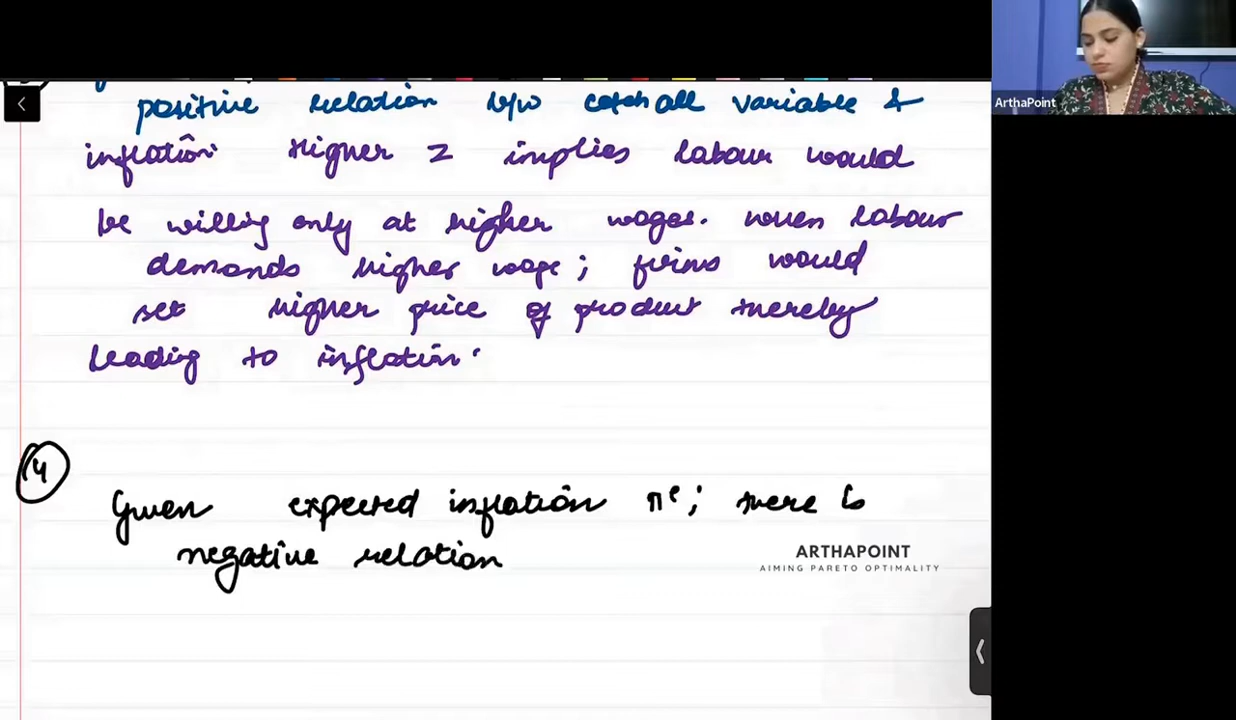 positive relation b/w catch all variable &
inflation. Higher z implies labour would
be willing only at higher wages. When labour
demands higher wage; firms would
set higher price of product thereby
leading to inflation.
(4)
Given expected inflation πᵉ; there is
negative relation
ARTHAPOINT
AIMING PARETO OPTIMALITY
ArthaPoint